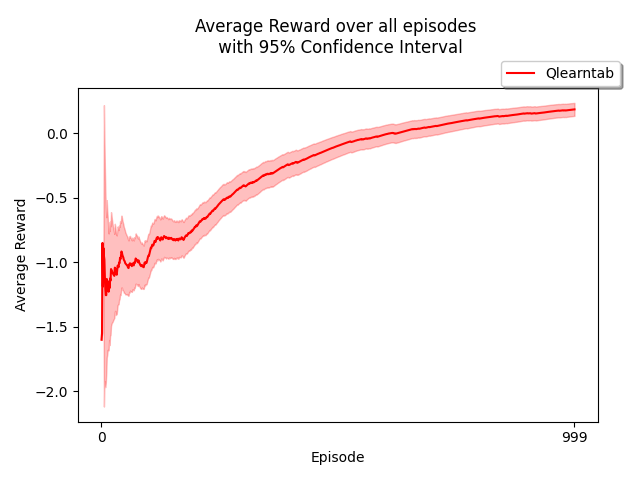 Average Reward over all episodes
with 95% Confidence Interval
Qlearntab
0.0
−0.5
−1.0
−1.5
−2.0
Average Reward
0
999
Episode